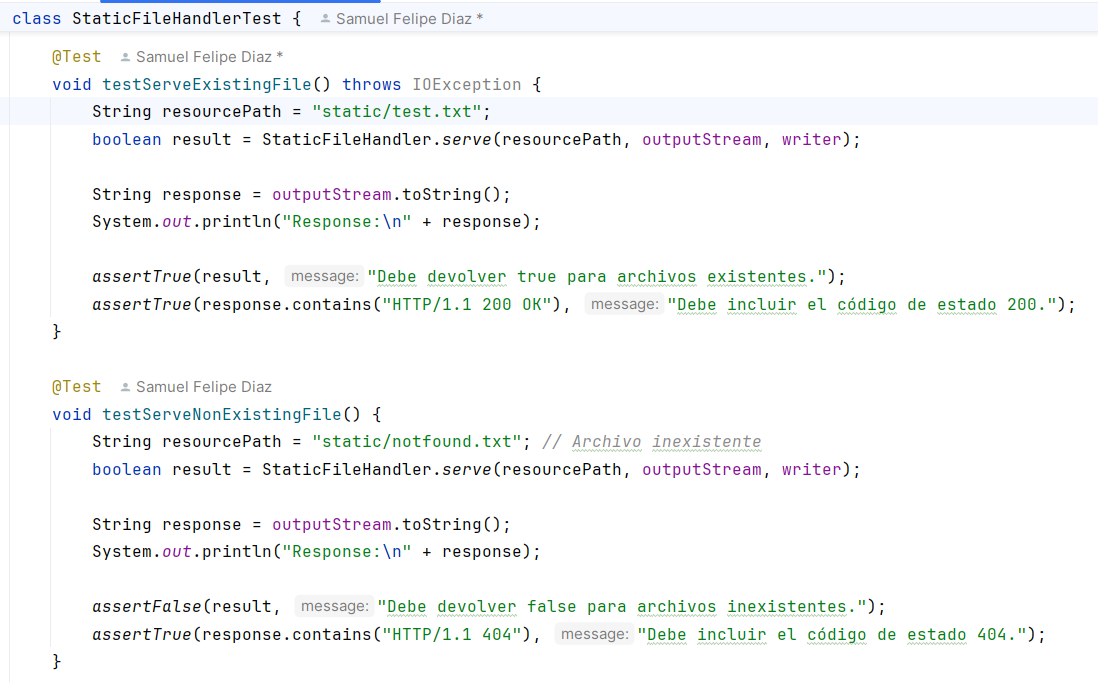 class StaticFileHandlerTest { Samuel Felipe Diaz *
@Test Samuel Felipe Diaz *
void testServeExistingFile() throws IOException {
String resourcePath = "static/test.txt";
boolean result = StaticFileHandler.serve(resourcePath, outputStream, writer);
String response = outputStream.toString();
System.out.println("Response:\n" + response);
assertTrue(result, message: "Debe devolver true para archivos existentes.");
assertTrue(response.contains("HTTP/1.1 200 OK"), message: "Debe incluir el código de estado 200.");
}
@Test Samuel Felipe Diaz
void testServeNonExistingFile() {
String resourcePath = "static/notfound.txt"; // Archivo inexistente
boolean result = StaticFileHandler.serve(resourcePath, outputStream, writer);
String response = outputStream.toString();
System.out.println("Response:\n" + response);
assertFalse(result, message: "Debe devolver false para archivos inexistentes.");
assertTrue(response.contains("HTTP/1.1 404"), message: "Debe incluir el código de estado 404.");
}